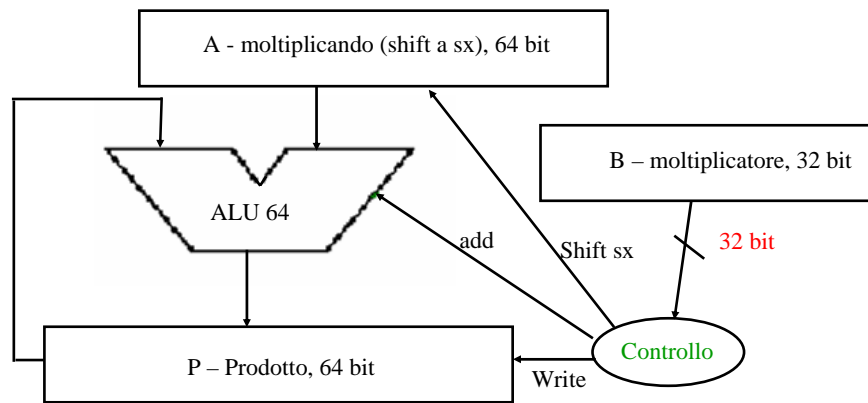 A - moltiplicando (shift a sx), 64 bit
B – moltiplicatore, 32 bit
ALU 64
add
Shift sx
32 bit
Controllo
P – Prodotto, 64 bit
Write